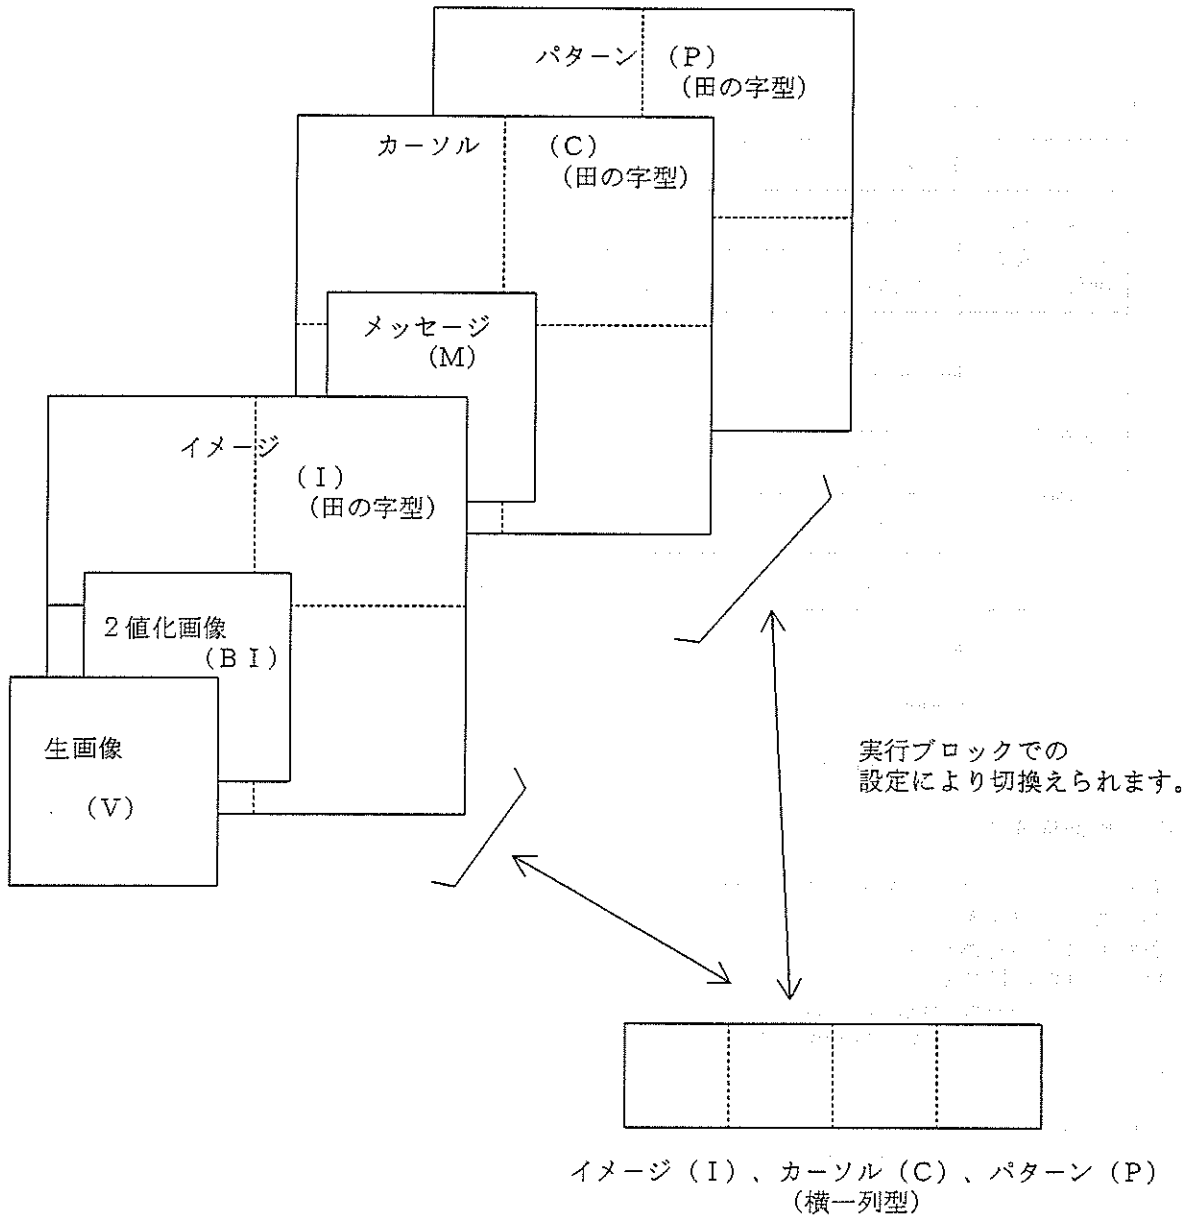 パターン (P)
(田の字型)
カーソル (C)
(田の字型)
メッセージ
(M)
イメージ
(I)
(田の字型)
2値化画像
(BI)
生画像
(V)
実行ブロックでの
設定により切換えられます。
イメージ(I)、カーソル(C)、パターン(P)
(横一列型)